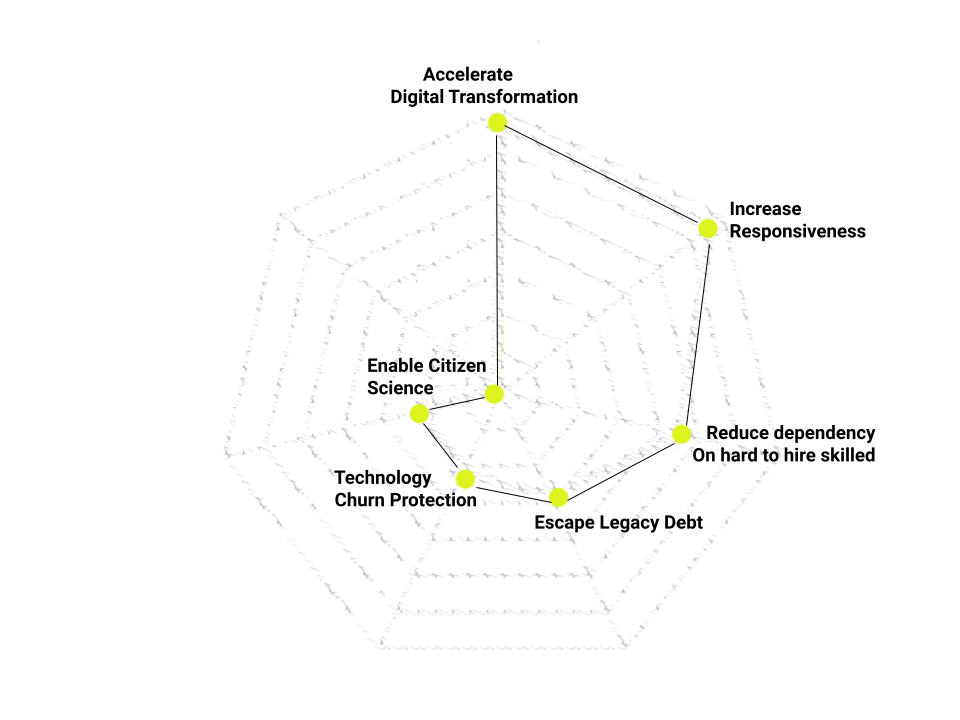 Accelerate
Digital Transformation
Increase
Responsiveness
Enable Citizen
Science
Reduce dependency
On hard to hire skilled
Technology
Churn Protection
Escape Legacy Debt